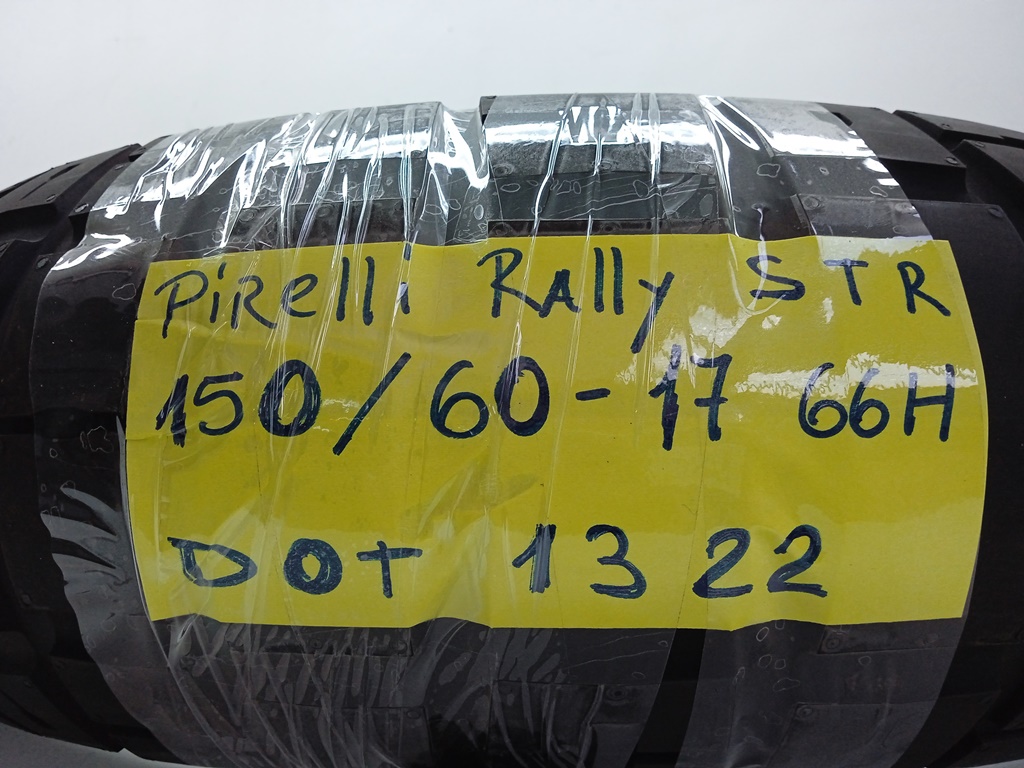 Pirelli Rally STR
150/60-17 66H
DOT 1322